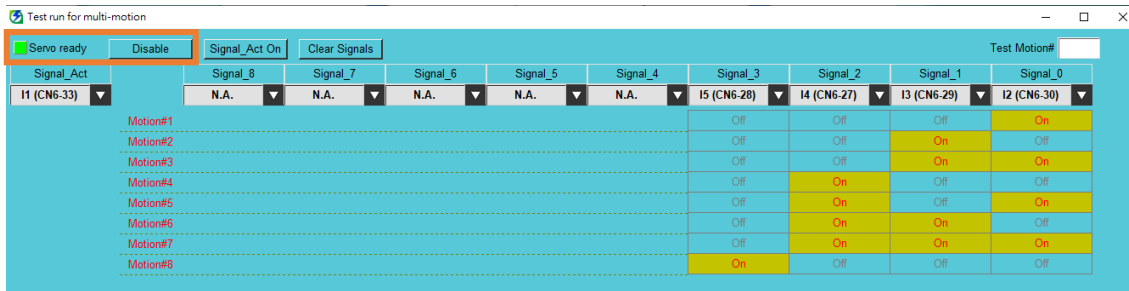 Test run for multi-motion
Servo ready Disable Signal_Act On Clear Signals Test Motion#
Signal_Act Signal_8 Signal_7 Signal_6 Signal_5 Signal_4 Signal_3 Signal_2 Signal_1 Signal_0
I1 (CN6-33) N.A. N.A. N.A. N.A. N.A. I5 (CN6-28) I4 (CN6-27) I3 (CN6-29) I2 (CN6-30)
Motion#1 Off Off Off On
Motion#2 Off Off On Off
Motion#3 Off Off On On
Motion#4 Off On Off Off
Motion#5 Off On Off On
Motion#6 Off On On Off
Motion#7 Off On On On
Motion#8 On Off Off Off